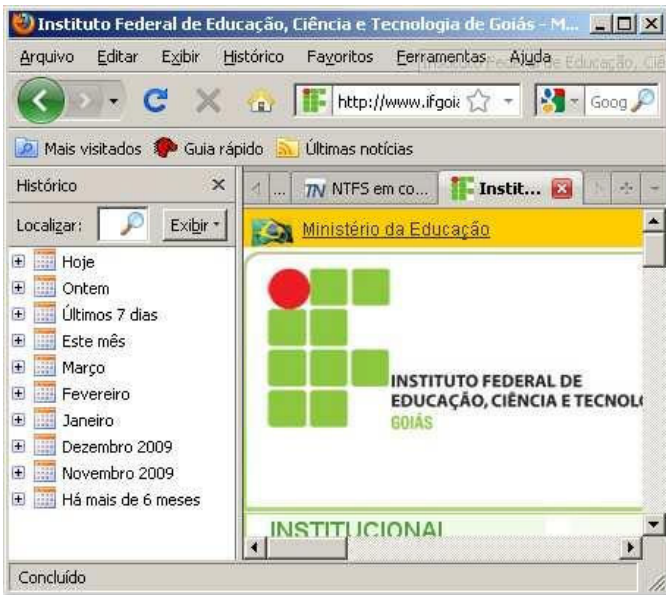 Instituto Federal de Educação, Ciência e Tecnologia de Goiás - M...
Arquivo Editar Exibir Histórico Favoritos Ferramentas Ajuda
http://www.ifgoiá Goog
Mais visitados Guia rápido Últimas notícias
Histórico
... TN NTFS em co... Instit...
Localizar: Exibir
Ministério da Educação
Hoje
Ontem
Últimos 7 dias
Este mês
Março
Fevereiro
Janeiro
Dezembro 2009
Novembro 2009
Há mais de 6 meses
INSTITUTO FEDERAL DE
EDUCAÇÃO, CIÊNCIA E TECNOL
GOIÁS
INSTITUCIONAL
Concluído